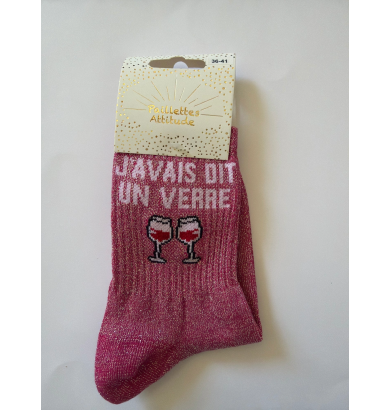 36-41
Paillettes
Attitude
J'AVAIS DIT
UN VERRE